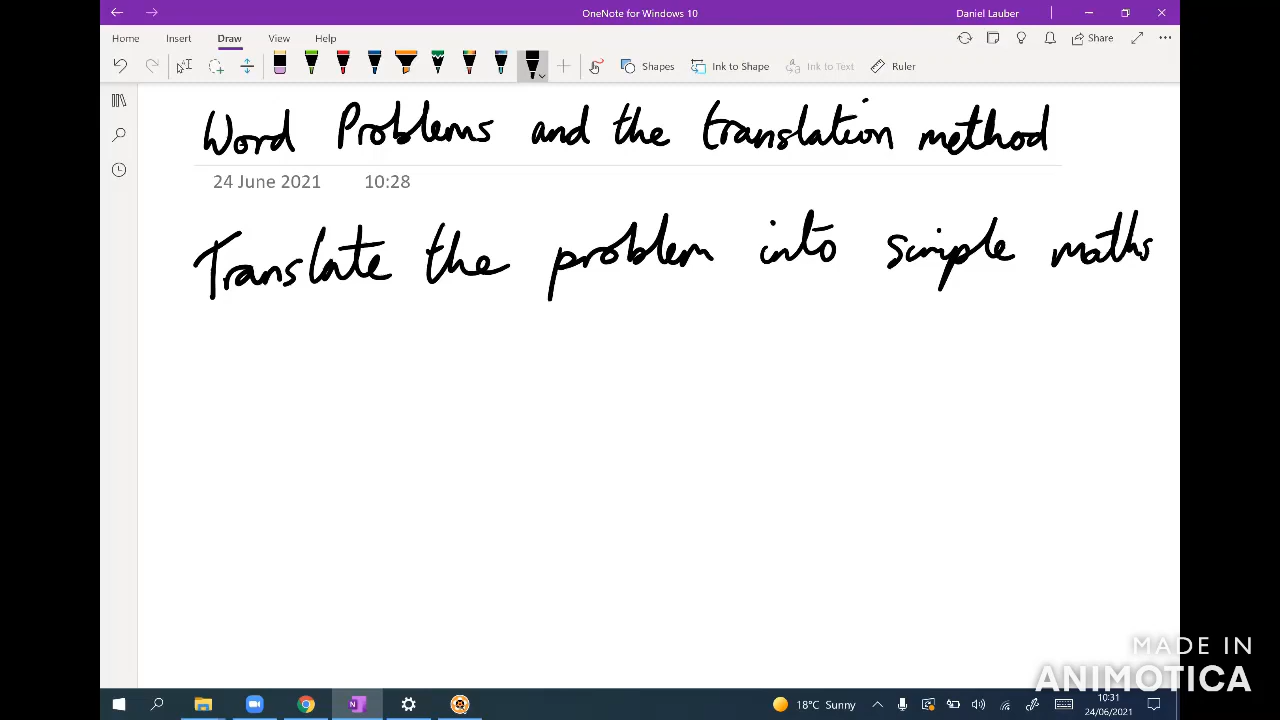 OneNote for Windows 10
Daniel Lauber
Home Insert Draw View Help
Share
Shapes Ink to Shape Ink to Text Ruler
Word Problems and the translation method
24 June 2021 10:28
Translate the problem into simple maths
MADE IN
ANIMOTICA
18°C Sunny
10:31
24/06/2021